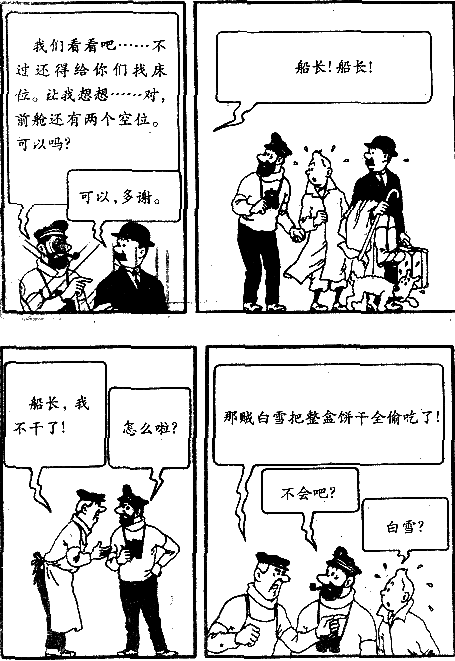 我们看看吧……不
过还得给你们找床
位。让我想想……对，
前舱还有两个空位。
可以吗？
可以，多谢。
船长！船长！
船长，我
不干了！
怎么啦？
那贼白雪把整盒饼干全偷吃了！
不会吧？
白雪？